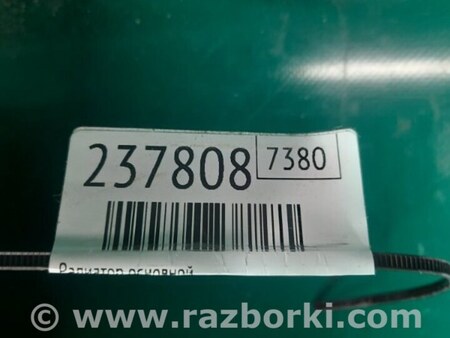 237808 7380
Радиатор основной
© www.razborki.com